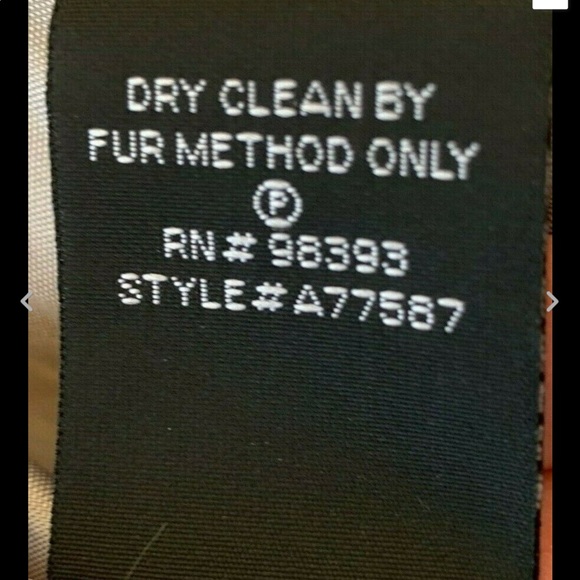 DRY CLEAN BY
FUR METHOD ONLY
Ⓟ
RN# 98393
STYLE#A77587